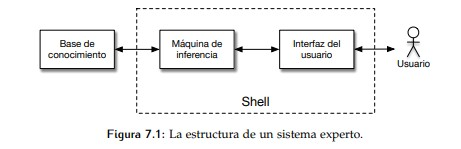 Base de
conocimiento
Máquina de
inferencia
Interfaz del
usuario
Usuario
Shell
Figura 7.1: La estructura de un sistema experto.